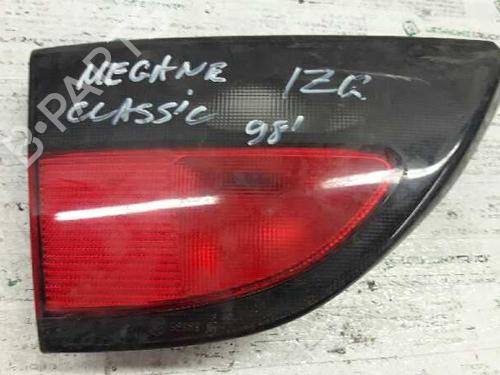 MEGANE IZQ
CLASSIC 98'
B-PARTS